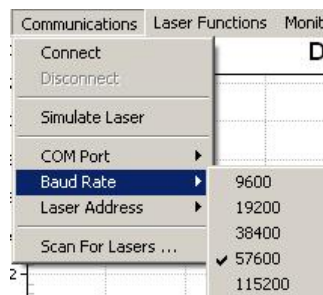 Communications Laser Functions Monit
Connect
Disconnect
Simulate Laser
COM Port
Baud Rate
Laser Address
Scan For Lasers ...
9600
19200
38400
57600
115200
2